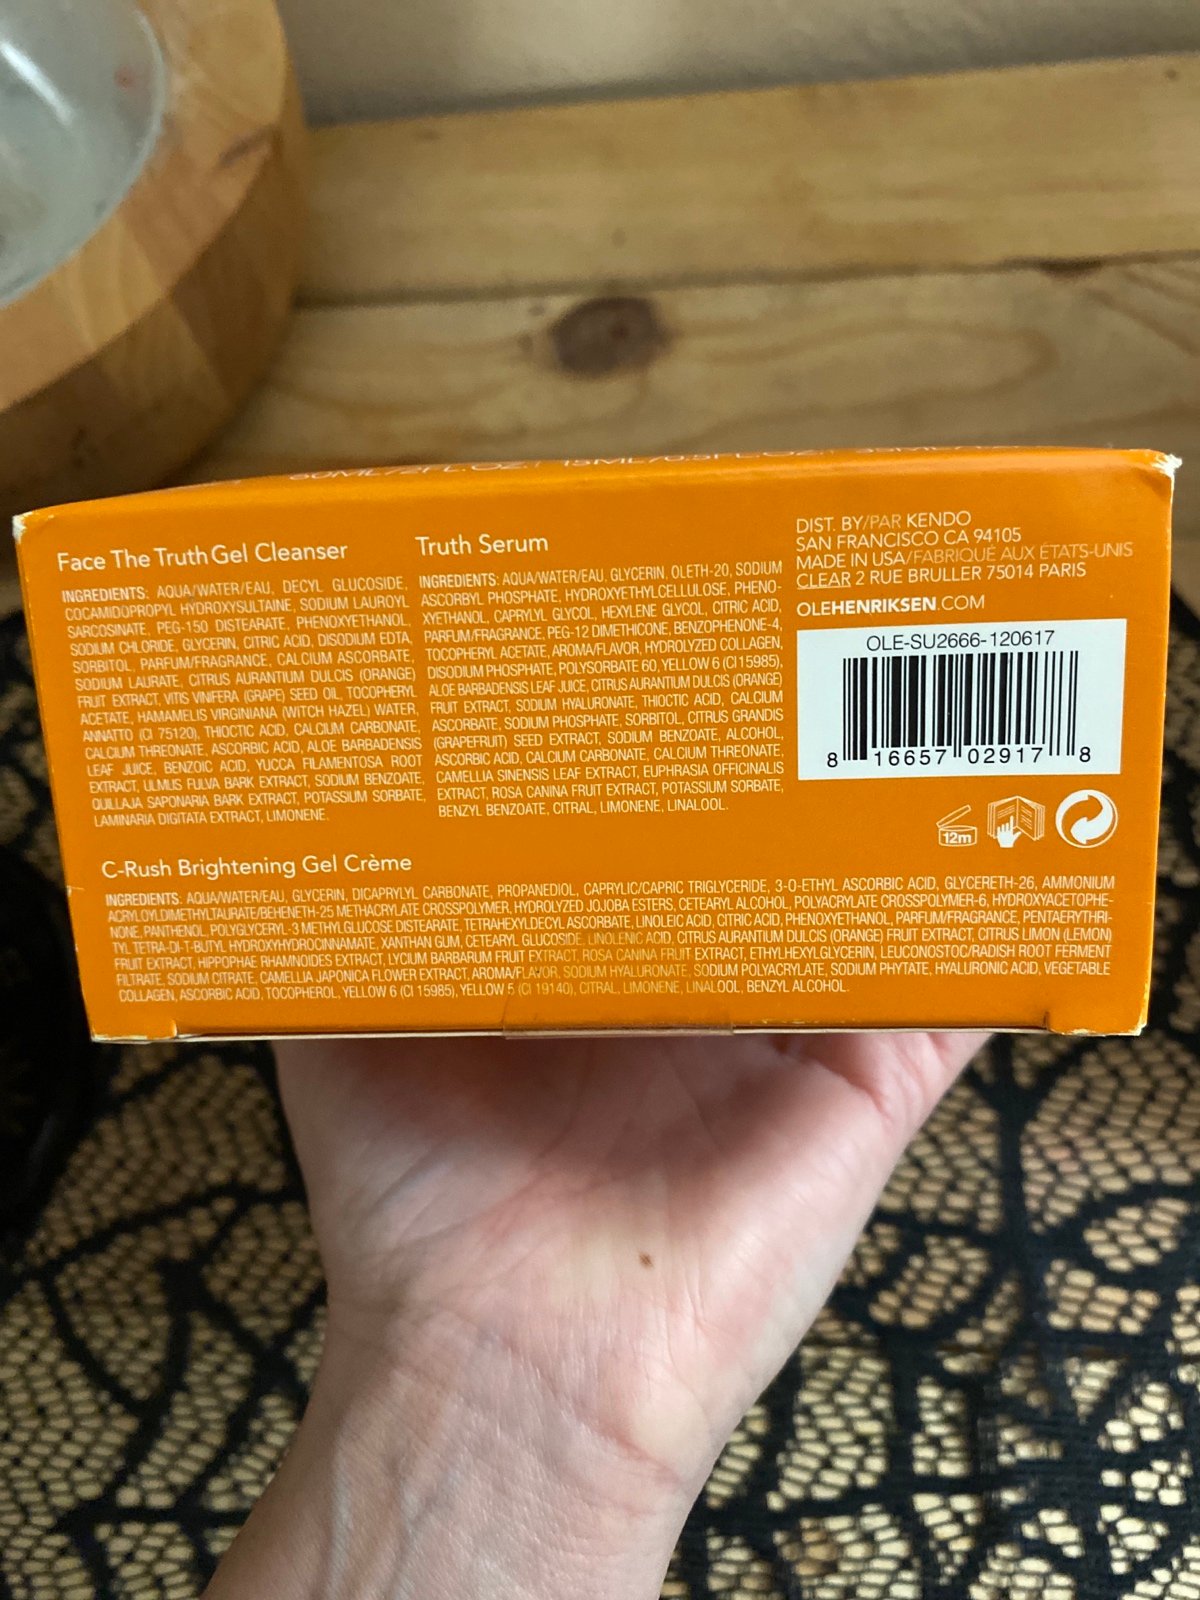 60ML/2FL OZ | 15ML/0.5FL OZ |
Face The Truth Gel Cleanser
INGREDIENTS: AQUA/WATER/EAU, DECYL GLUCOSIDE,
COCAMIDOPROPYL HYDROXYSULTAINE, SODIUM LAUROYL
SARCOSINATE, PEG-150 DISTEARATE, PHENOXYETHANOL,
SODIUM CHLORIDE, GLYCERIN, CITRIC ACID, DISODIUM EDTA,
SORBITOL, PARFUM/FRAGRANCE, CALCIUM ASCORBATE,
SODIUM LAURATE, CITRUS AURANTIUM DULCIS (ORANGE)
FRUIT EXTRACT, VITIS VINIFERA (GRAPE) SEED OIL, TOCOPHERYL
ACETATE, HAMAMELIS VIRGINIANA (WITCH HAZEL) WATER,
ANNATTO (CI 75120), THIOCTIC ACID, CALCIUM CARBONATE,
CALCIUM THREONATE, ASCORBIC ACID, ALOE BARBADENSIS
LEAF JUICE, BENZOIC ACID, YUCCA FILAMENTOSA ROOT
EXTRACT, ULMUS FULVA BARK EXTRACT, SODIUM BENZOATE,
QUILLAJA SAPONARIA BARK EXTRACT, POTASSIUM SORBATE,
LAMINARIA DIGITATA EXTRACT, LIMONENE.
Truth Serum
INGREDIENTS: AQUA/WATER/EAU, GLYCERIN, OLETH-20, SODIUM
ASCORBYL PHOSPHATE, HYDROXYETHYLCELLULOSE, PHENO-
XYETHANOL, CAPRYLYL GLYCOL, HEXYLENE GLYCOL, CITRIC ACID,
PARFUM/FRAGRANCE, PEG-12 DIMETHICONE, BENZOPHENONE-4,
TOCOPHERYL ACETATE, AROMA/FLAVOR, HYDROLYZED COLLAGEN,
DISODIUM PHOSPHATE, POLYSORBATE 60, YELLOW 6 (CI 15985),
ALOE BARBADENSIS LEAF JUICE, CITRUS AURANTIUM DULCIS (ORANGE)
FRUIT EXTRACT, SODIUM HYALURONATE, THIOCTIC ACID, CALCIUM
ASCORBATE, SODIUM PHOSPHATE, SORBITOL, CITRUS GRANDIS
(GRAPEFRUIT) SEED EXTRACT, SODIUM BENZOATE, ALCOHOL,
ASCORBIC ACID, CALCIUM CARBONATE, CALCIUM THREONATE,
CAMELLIA SINENSIS LEAF EXTRACT, EUPHRASIA OFFICINALIS
EXTRACT, ROSA CANINA FRUIT EXTRACT, POTASSIUM SORBATE,
BENZYL BENZOATE, CITRAL, LIMONENE, LINALOOL.
DIST. BY/PAR KENDO
SAN FRANCISCO CA 94105
MADE IN USA/FABRIQUÉ AUX ÉTATS-UNIS
CLEAR 2 RUE BRULLER 75014 PARIS
OLEHENRIKSEN.COM
OLE-SU2666-120617
8 16657 02917 8
12m
C-Rush Brightening Gel Crème
INGREDIENTS: AQUA/WATER/EAU, GLYCERIN, DICAPRYLYL CARBONATE, PROPANEDIOL, CAPRYLIC/CAPRIC TRIGLYCERIDE, 3-O-ETHYL ASCORBIC ACID, GLYCERETH-26, AMMONIUM
ACRYLOYLDIMETHYLTAURATE/BEHENETH-25 METHACRYLATE CROSSPOLYMER, HYDROLYZED JOJOBA ESTERS, CETEARYL ALCOHOL, POLYACRYLATE CROSSPOLYMER-6, HYDROXYACETOPHE-
NONE, PANTHENOL, POLYGLYCERYL-3 METHYLGLUCOSE DISTEARATE, TETRAHEXYLDECYL ASCORBATE, LINOLEIC ACID, CITRIC ACID, PHENOXYETHANOL, PARFUM/FRAGRANCE, PENTAERYTHRI-
TYL TETRA-DI-T-BUTYL HYDROXYHYDROCINNAMATE, XANTHAN GUM, CETEARYL GLUCOSIDE, LINOLENIC ACID, CITRUS AURANTIUM DULCIS (ORANGE) FRUIT EXTRACT, CITRUS LIMON (LEMON)
FRUIT EXTRACT, HIPPOPHAE RHAMNOIDES EXTRACT, LYCIUM BARBARUM FRUIT EXTRACT, ROSA CANINA FRUIT EXTRACT, ETHYLHEXYLGLYCERIN, LEUCONOSTOC/RADISH ROOT FERMENT
FILTRATE, SODIUM CITRATE, CAMELLIA JAPONICA FLOWER EXTRACT, AROMA/FLAVOR, SODIUM HYALURONATE, SODIUM POLYACRYLATE, SODIUM PHYTATE, HYALURONIC ACID, VEGETABLE
COLLAGEN, ASCORBIC ACID, TOCOPHEROL, YELLOW 6 (CI 15985), YELLOW 5 (CI 19140), CITRAL, LIMONENE, LINALOOL, BENZYL ALCOHOL.